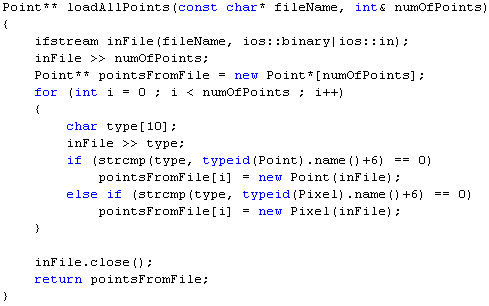 Point** loadAllPoints(const char* fileName, int& numOfPoints)
{
    ifstream inFile(fileName, ios::binary|ios::in);
    inFile >> numOfPoints;
    Point** pointsFromFile = new Point*[numOfPoints];
    for (int i = 0 ; i < numOfPoints ; i++)
    {
        char type[10];
        inFile >> type;
        if (strcmp(type, typeid(Point).name()+6) == 0)
            pointsFromFile[i] = new Point(inFile);
        else if (strcmp(type, typeid(Pixel).name()+6) == 0)
            pointsFromFile[i] = new Pixel(inFile);
    }
    inFile.close();
    return pointsFromFile;
}